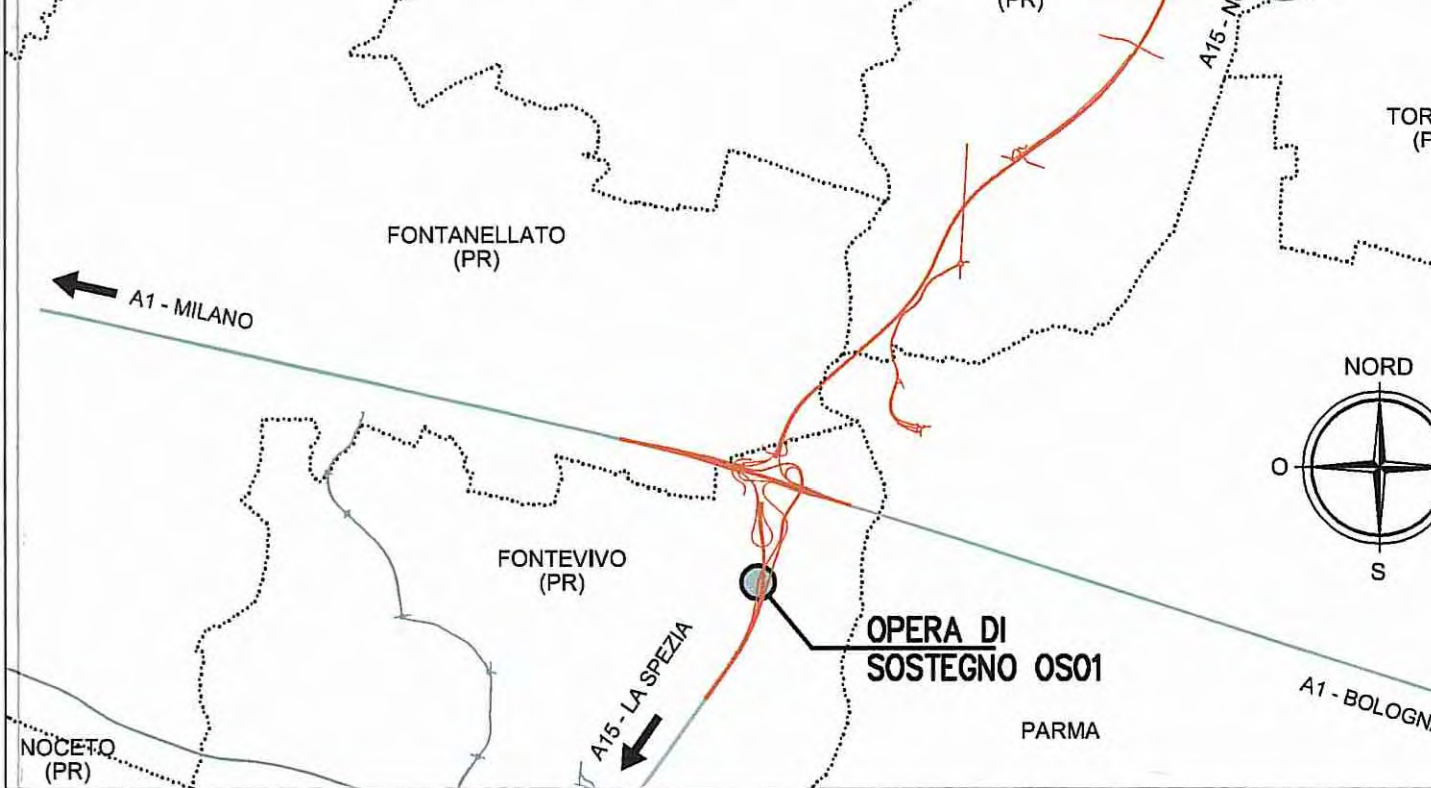 (PR)
A15 - N
TOR
(P
FONTANELLATO
(PR)
A1 - MILANO
NORD
O
S
FONTEVIVO
(PR)
OPERA DI
SOSTEGNO OS01
A15 - LA SPEZIA
A1 - BOLOGNA
PARMA
NOCETO
(PR)